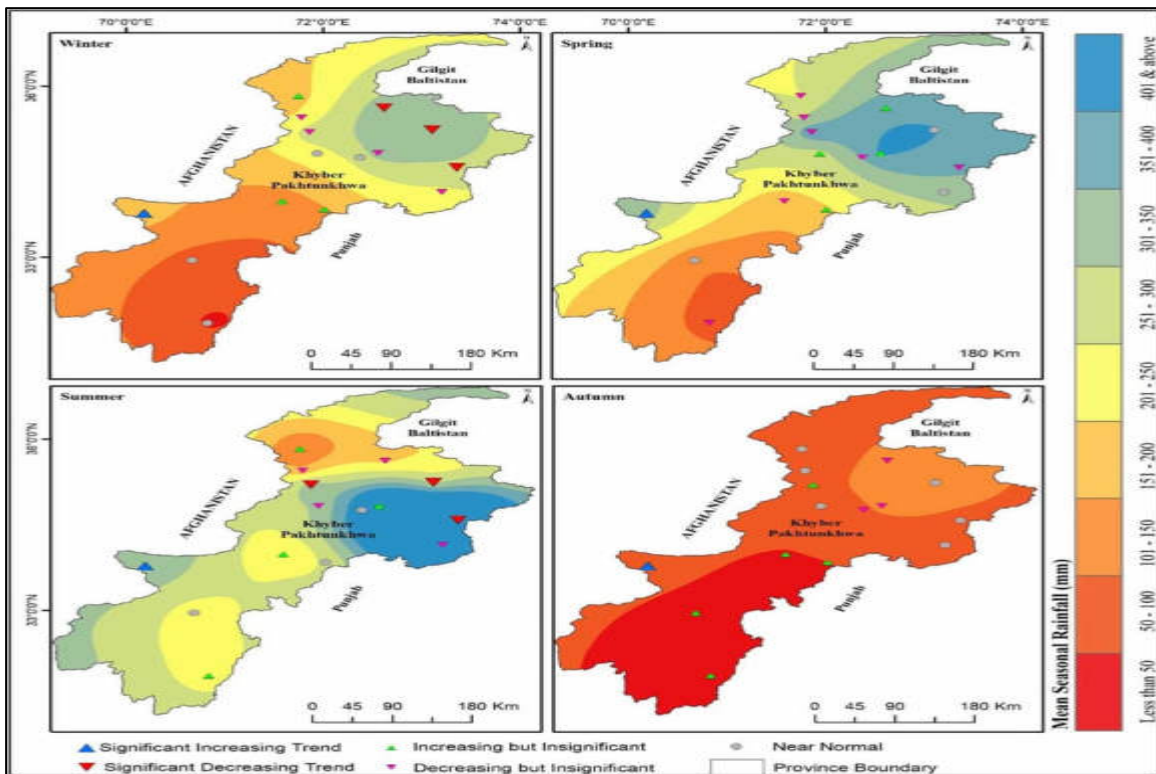 70°0'0"E 72°0'0"E 74°0'0"E 70°0'0"E 72°0'0"E 74°0'0"E
Winter
N
Gilgit
Baltistan
AFGHANISTAN
Khyber
Pakhtunkhwa
Punjab
36°0'0"N
33°0'0"N
0 45 90 180 Km
Spring
N
Gilgit
Baltistan
AFGHANISTAN
Khyber
Pakhtunkhwa
Punjab
0 45 90 180 Km
Summer
N
Gilgit
Baltistan
AFGHANISTAN
Khyber
Pakhtunkhwa
Punjab
33°0'0"N
0 45 90 180 Km
Autumn
N
Gilgit
Baltistan
AFGHANISTAN
Khyber
Pakhtunkhwa
Punjab
0 45 90 180 Km
Mean Seasonal Rainfall (mm)
401 & above
351 - 400
301 - 350
251 - 300
201 - 250
151 - 200
101 - 150
50 - 100
Less than 50
Significant Increasing Trend
Increasing but Insignificant
Near Normal
Significant Decreasing Trend
Decreasing but Insignificant
Province Boundary